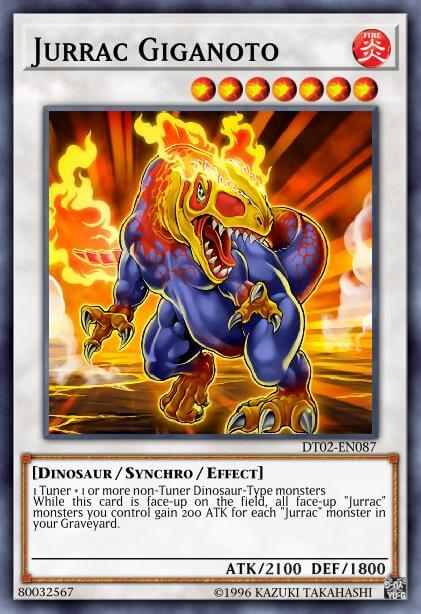 Jurrac Giganoto
FIRE
炎
DT02-EN087
[Dinosaur / Synchro / Effect]
1 Tuner + 1 or more non-Tuner Dinosaur-Type monsters
While this card is face-up on the field, all face-up "Jurrac"
monsters you control gain 200 ATK for each "Jurrac" monster in
your Graveyard.
ATK/2100 DEF/1800
80032567
©1996 KAZUKI TAKAHASHI